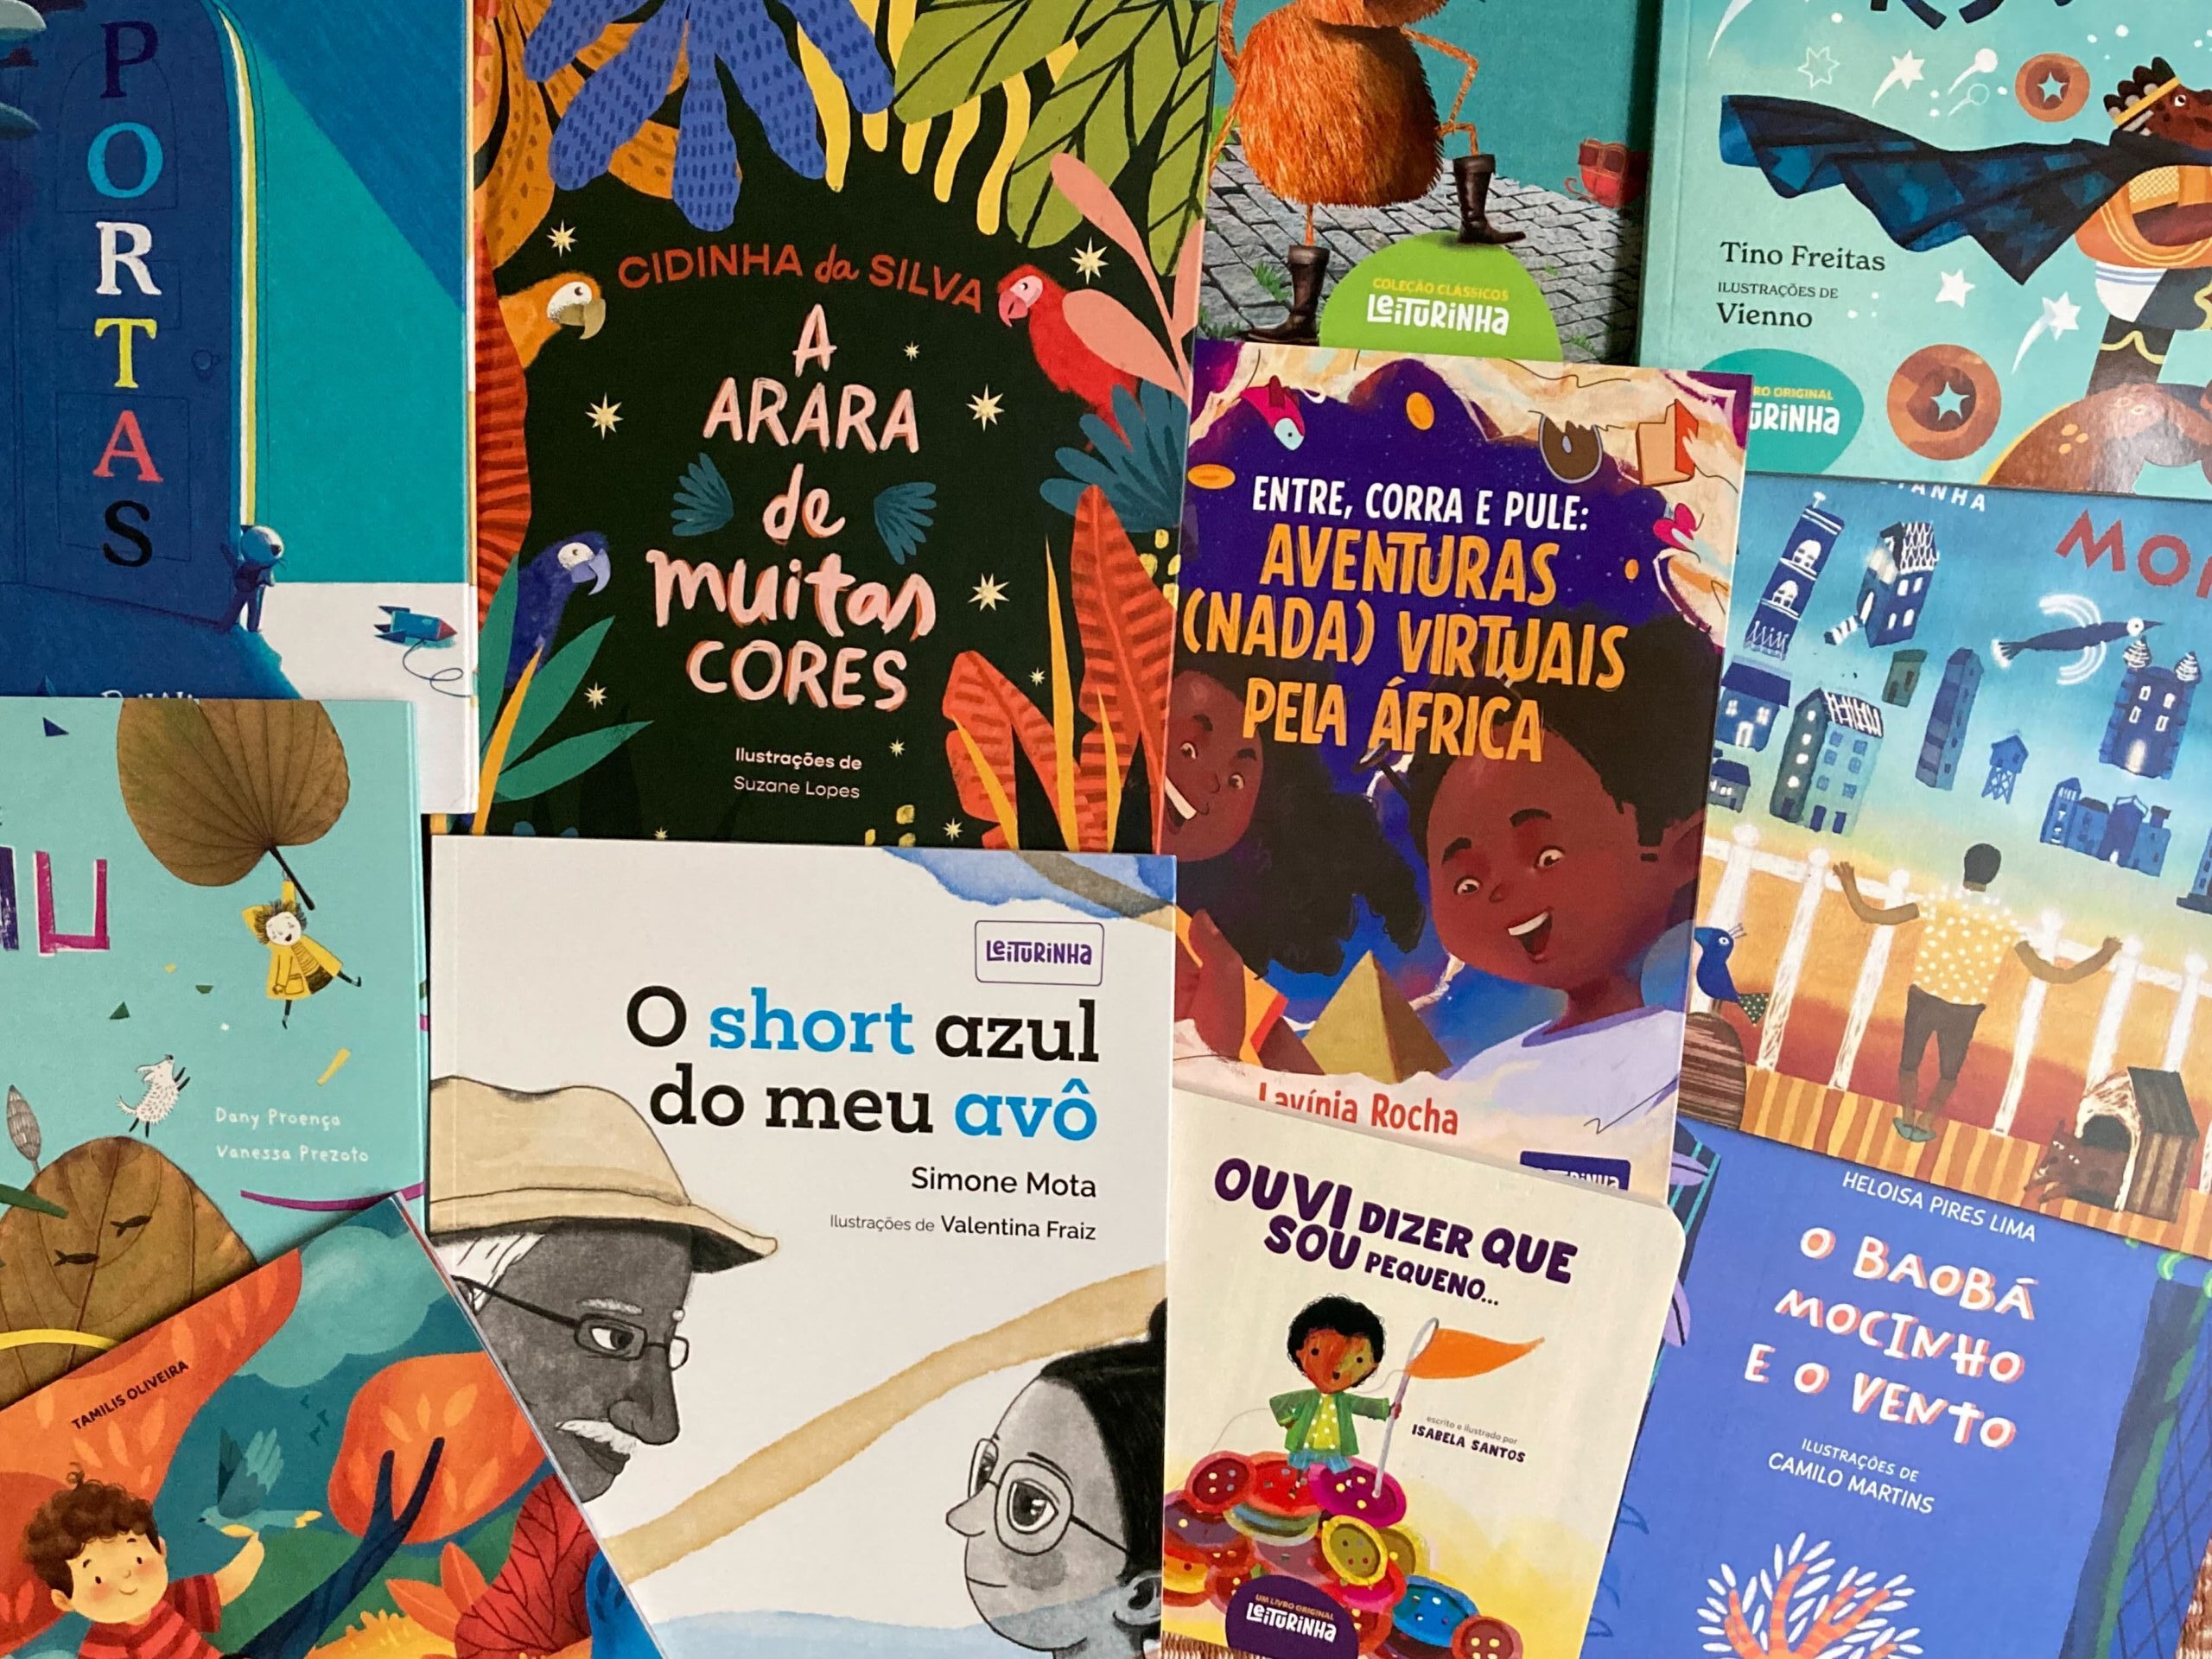 PORTAS
CIDINHA da SILVA
A
ARARA
de
muitas
CORES
Ilustrações de
Suzane Lopes
COLEÇÃO CLÁSSICOS
LEiTURiNHa
Tino Freitas
ILUSTRAÇÕES DE
Vienno
ORIGINAL
ENTRE, CORRA E PULE:
AVENTURAS
(NADA) VIRTUAIS
PELA ÁFRICA
Lavínia Rocha
LEiTURiNHa
O short azul
do meu avô
Simone Mota
Ilustrações de Valentina Fraiz
Dany Proença
Vanessa Prezoto
TAMILIS OLIVEIRA
OUVI DIZER QUE
SOU PEQUENO...
escrito e ilustrado por
ISABELA SANTOS
UM LIVRO ORIGINAL
LEiTURiNHa
HELOISA PIRES LIMA
O BAOBÁ
MOCINHO
E O VENTO
ILUSTRAÇÕES DE
CAMILO MARTINS